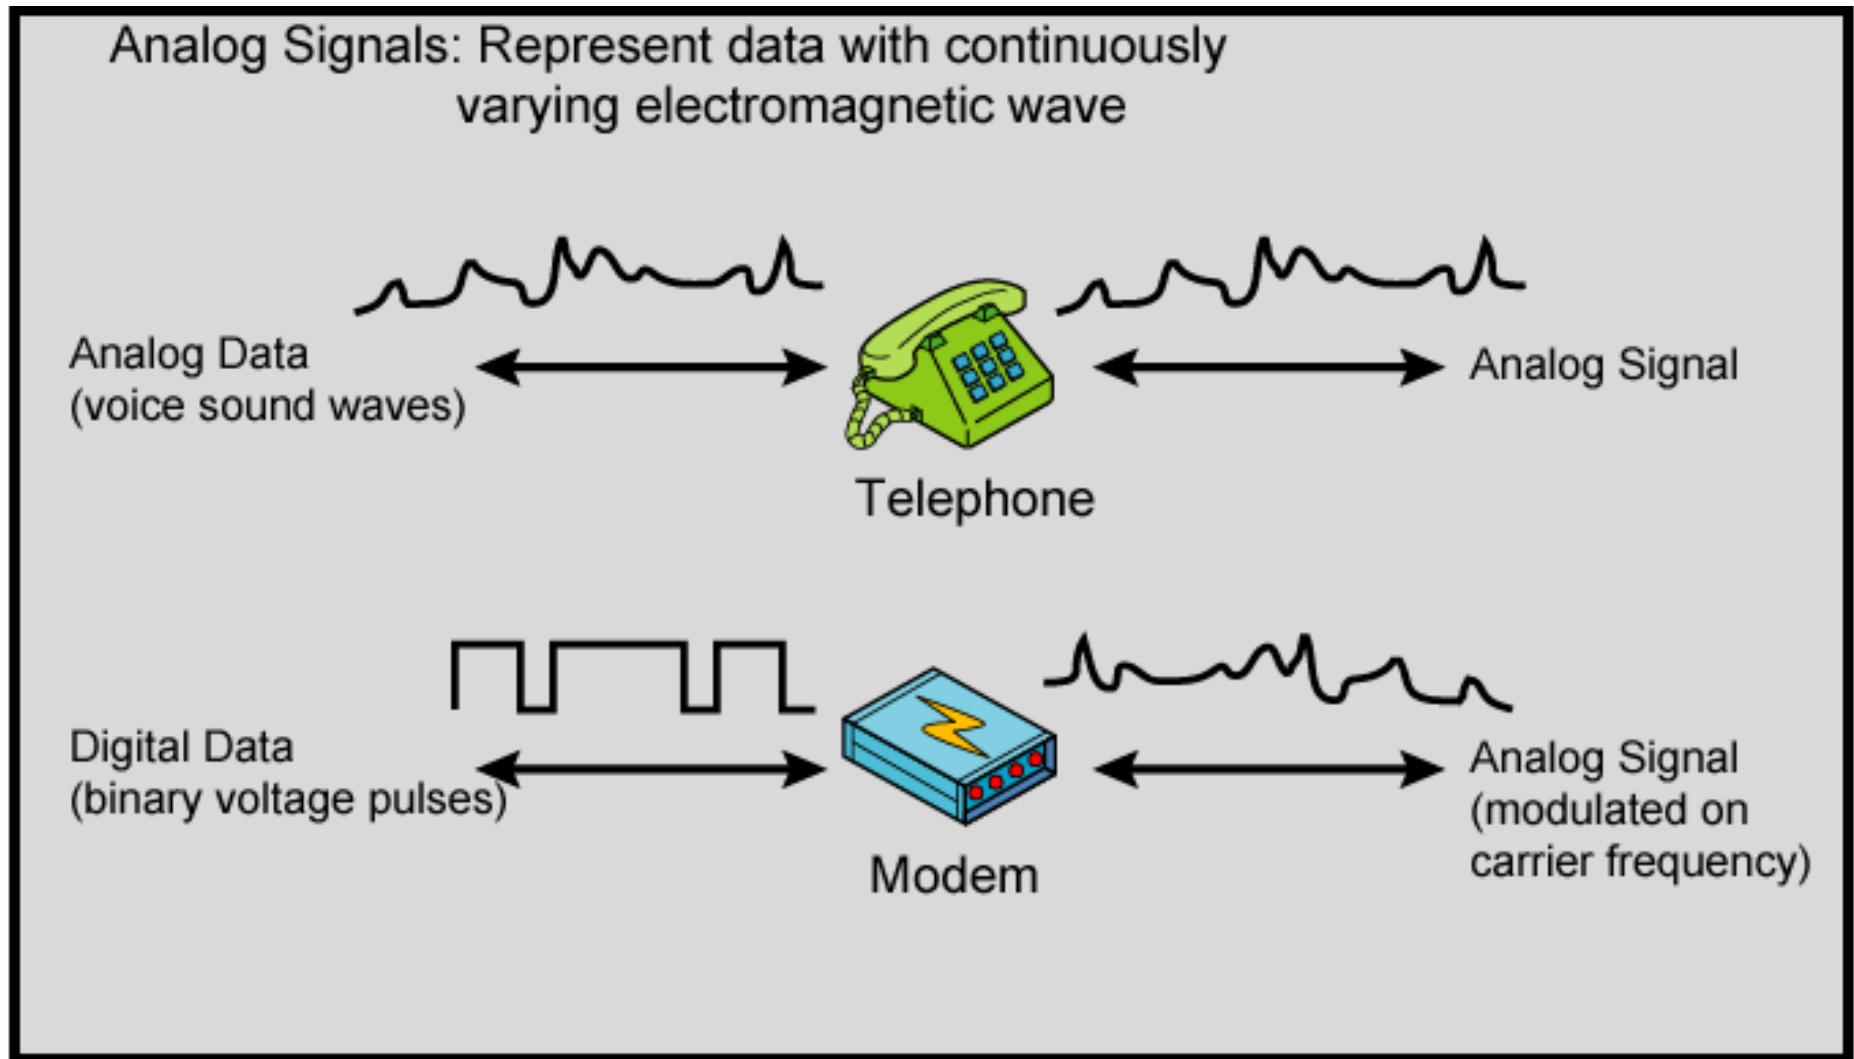 Analog Signals: Represent data with continuously
varying electromagnetic wave
Analog Data
(voice sound waves)
Analog Signal
Telephone
Digital Data
(binary voltage pulses)
Analog Signal
(modulated on
carrier frequency)
Modem